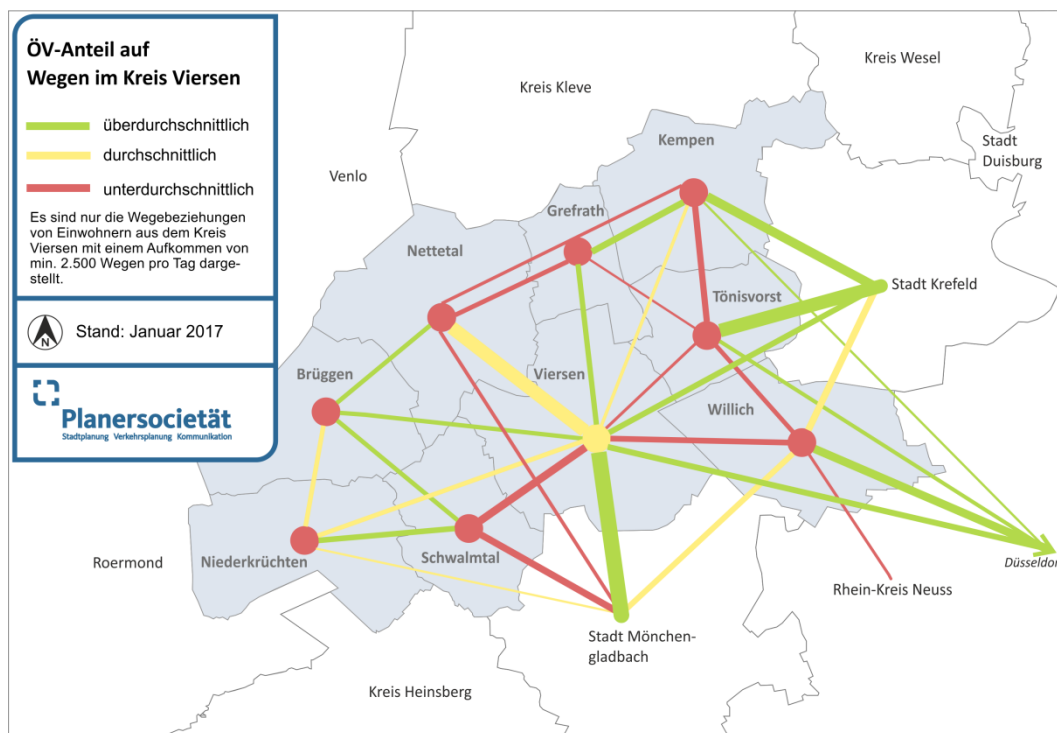 ÖV-Anteil auf
Wegen im Kreis Viersen
überdurchschnittlich
durchschnittlich
unterdurchschnittlich
Es sind nur die Wegebeziehungen
von Einwohnern aus dem Kreis
Viersen mit einem Aufkommen von
min. 2.500 Wegen pro Tag darge-
stellt.
N
Stand: Januar 2017
Planersocietät
Stadtplanung Verkehrsplanung Kommunikation
Kreis Wesel
Kreis Kleve
Stadt
Duisburg
Kempen
Venlo
Grefrath
Nettetal
Stadt Krefeld
Tönisvorst
Viersen
Brüggen
Willich
Roermond
Niederkrüchten
Schwalmtal
Düsseldorf
Rhein-Kreis Neuss
Stadt Mönchen-
gladbach
Kreis Heinsberg